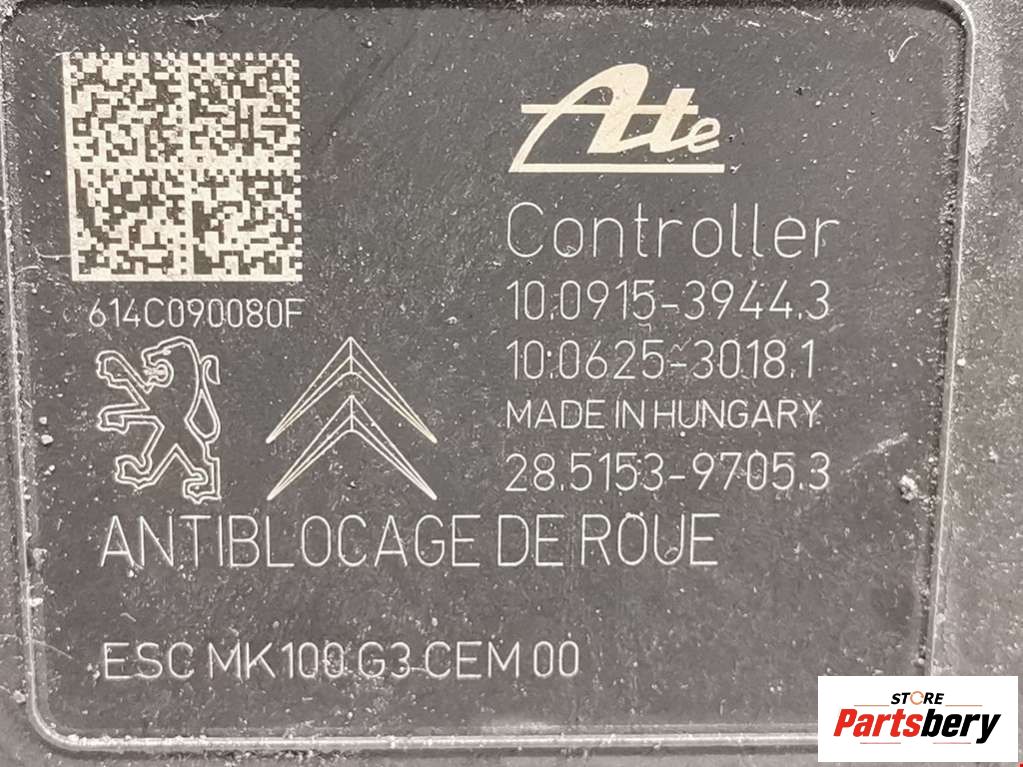 Ate
Controller
10.0915-3944.3
614C090080F
10.0625-3018.1
MADE IN HUNGARY
28.5153-9705.3
ANTIBLOCAGE DE ROUE
ESC MK100 G3 CEM 00
STORE
Partsbery